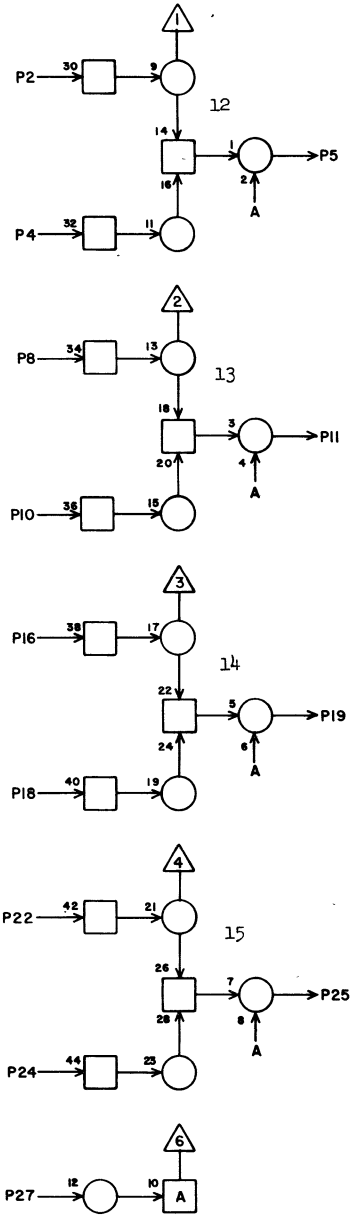 1
P2 30 9
12
14 1 P5
16 2
P4 32 11 A
2
P8 34 13
13
18 3 P11
20 4
P10 36 15 A
3
P16 38 17
14
22 5 P19
24 6
P18 40 19 A
4
P22 42 21
15
26 7 P25
28 8
P24 44 23 A
6
P27 12 10 A